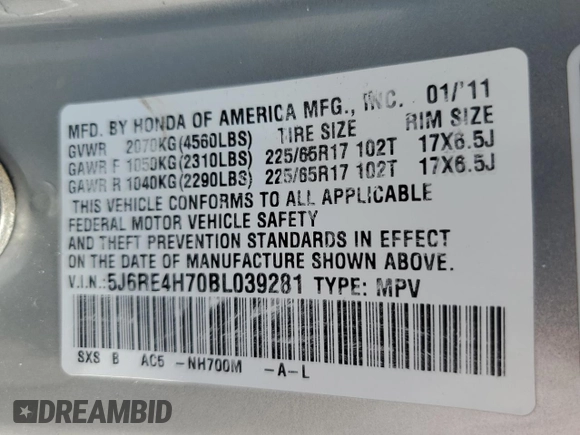 MFD. BY HONDA OF AMERICA MFG., INC. 01/'11
GVWR 2070KG(4560LBS) TIRE SIZE RIM SIZE
GAWR F 1050KG(2310LBS) 225/65R17 102T 17X6.5J
GAWR R 1040KG(2290LBS) 225/65R17 102T 17X6.5J
THIS VEHICLE CONFORMS TO ALL APPLICABLE
FEDERAL MOTOR VEHICLE SAFETY
AND THEFT PREVENTION STANDARDS IN EFFECT
ON THE DATE OF MANUFACTURE SHOWN ABOVE.
V.I.N.:5J6RE4H70BL039281 TYPE: MPV
SXS B AC5 -NH700M -A-L
DREAMBID